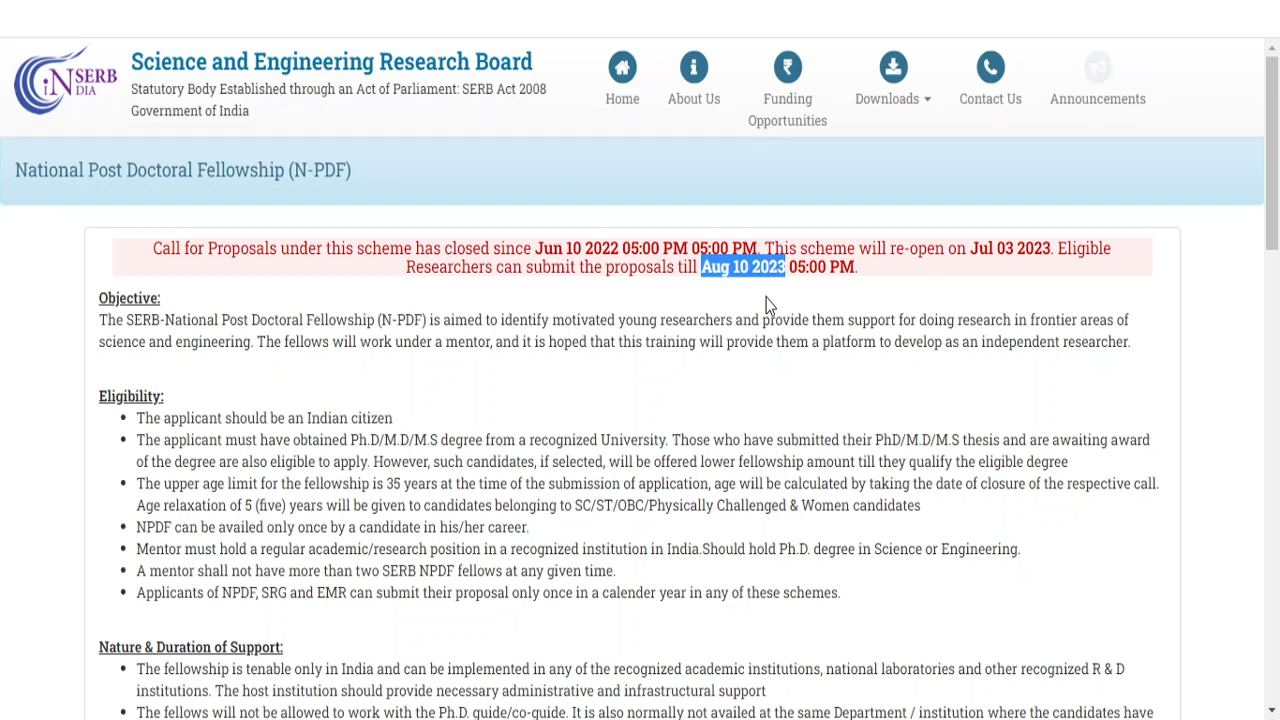 SERB
iNDIA
Science and Engineering Research Board
Statutory Body Established through an Act of Parliament: SERB Act 2008
Government of India
Home
About Us
Funding
Opportunities
Downloads
Contact Us
Announcements
National Post Doctoral Fellowship (N-PDF)
Call for Proposals under this scheme has closed since Jun 10 2022 05:00 PM 05:00 PM. This scheme will re-open on Jul 03 2023. Eligible
Researchers can submit the proposals till Aug 10 2023 05:00 PM.
Objective:
The SERB-National Post Doctoral Fellowship (N-PDF) is aimed to identify motivated young researchers and provide them support for doing research in frontier areas of
science and engineering. The fellows will work under a mentor, and it is hoped that this training will provide them a platform to develop as an independent researcher.
Eligibility:
The applicant should be an Indian citizen
The applicant must have obtained Ph.D/M.D/M.S degree from a recognized University. Those who have submitted their PhD/M.D/M.S thesis and are awaiting award
of the degree are also eligible to apply. However, such candidates, if selected, will be offered lower fellowship amount till they qualify the eligible degree
The upper age limit for the fellowship is 35 years at the time of the submission of application, age will be calculated by taking the date of closure of the respective call.
Age relaxation of 5 (five) years will be given to candidates belonging to SC/ST/OBC/Physically Challenged & Women candidates
NPDF can be availed only once by a candidate in his/her career.
Mentor must hold a regular academic/research position in a recognized institution in India.Should hold Ph.D. degree in Science or Engineering.
A mentor shall not have more than two SERB NPDF fellows at any given time.
Applicants of NPDF, SRG and EMR can submit their proposal only once in a calender year in any of these schemes.
Nature & Duration of Support:
The fellowship is tenable only in India and can be implemented in any of the recognized academic institutions, national laboratories and other recognized R & D
institutions. The host institution should provide necessary administrative and infrastructural support
The fellows will not be allowed to work with the Ph.D. guide/co-guide. It is also normally not availed at the same Department / institution where the candidates have